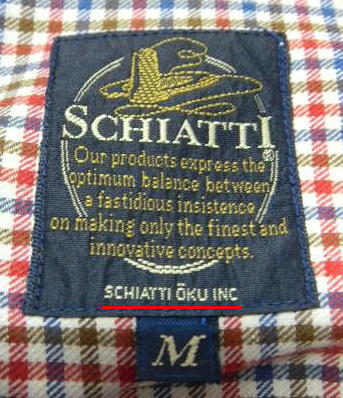 SCHIATTI®
Our products express the
optimum balance between
a fastidious insistence
on making only the finest and
innovative concepts.
SCHIATTI ŌKU INC
M